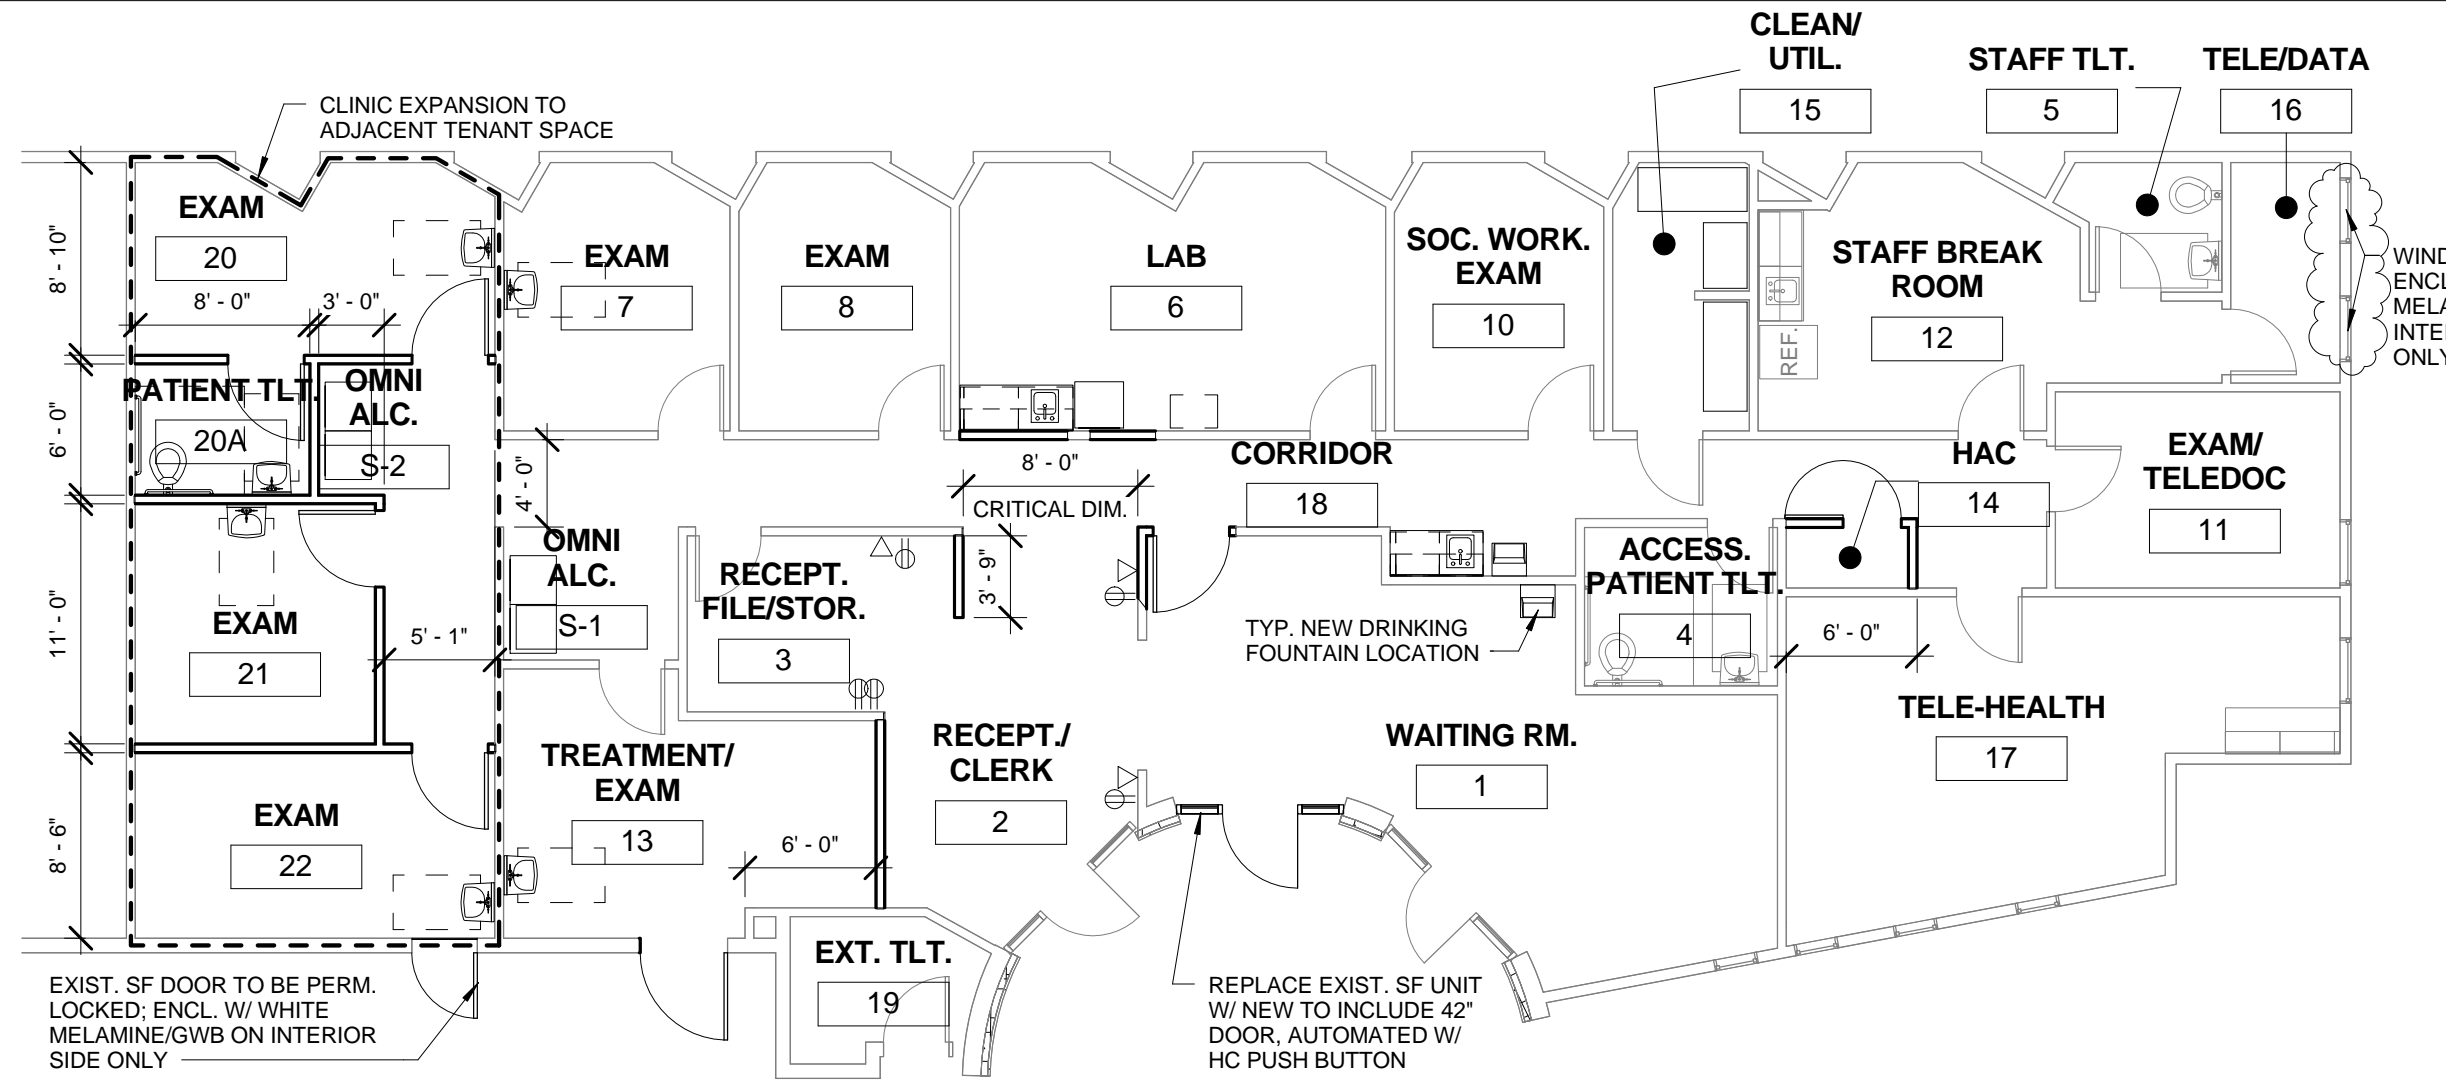 CLEAN/
UTIL.
15
STAFF TLT.
5
TELE/DATA
16
CLINIC EXPANSION TO
ADJACENT TENANT SPACE
EXAM
20
8' - 10"
8' - 0"
3' - 0"
EXAM
7
EXAM
8
LAB
6
SOC. WORK.
EXAM
10
STAFF BREAK
ROOM
12
REF.
ONLY
PATIENT TLT.
20A
OMNI
ALC.
S-2
6' - 0"
4' - 0"
8' - 0"
CRITICAL DIM.
CORRIDOR
18
HAC
14
EXAM/
TELEDOC
11
OMNI
ALC.
S-1
RECEPT.
FILE/STOR.
3
3' - 9"
ACCESS.
PATIENT TLT.
4
TYP. NEW DRINKING
FOUNTAIN LOCATION
6' - 0"
11' - 0"
EXAM
21
5' - 1"
TREATMENT/
EXAM
13
6' - 0"
RECEPT./
CLERK
2
WAITING RM.
1
TELE-HEALTH
17
8' - 6"
EXAM
22
EXT. TLT.
19
EXIST. SF DOOR TO BE PERM.
LOCKED; ENCL. W/ WHITE
MELAMINE/GWB ON INTERIOR
SIDE ONLY
REPLACE EXIST. SF UNIT
W/ NEW TO INCLUDE 42"
DOOR, AUTOMATED W/
HC PUSH BUTTON